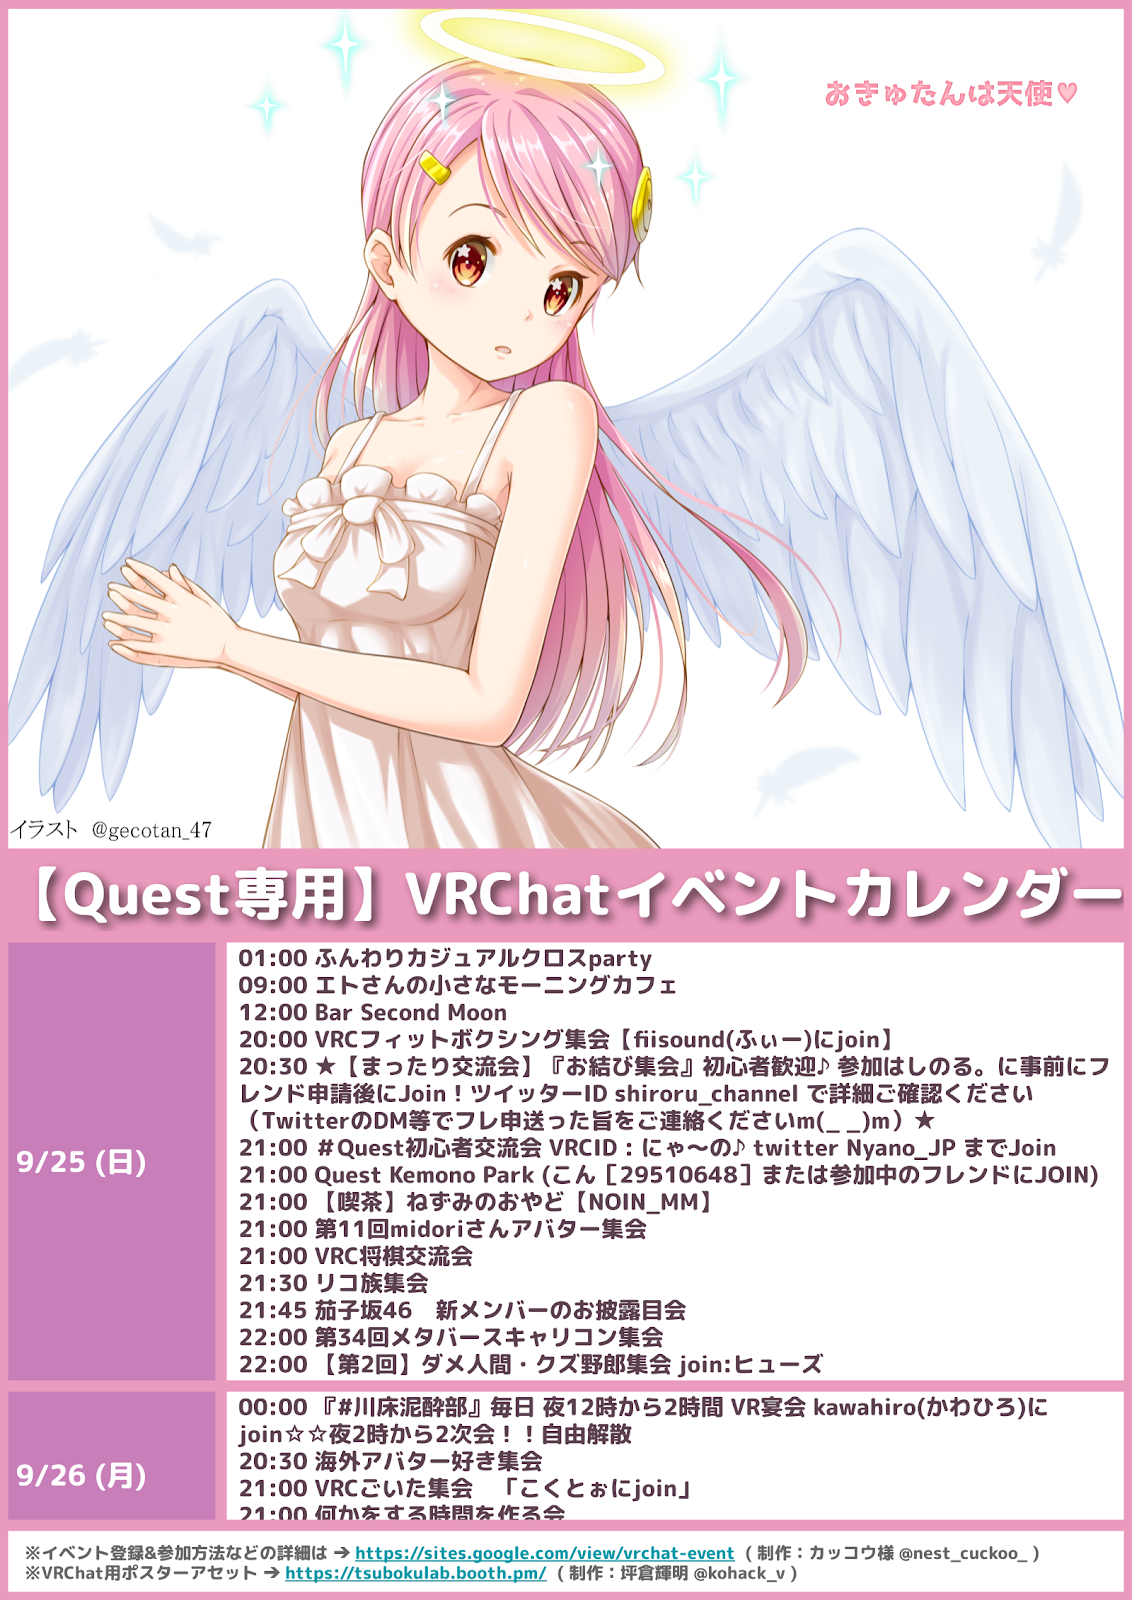 おきゅたんは天使♥
イラスト @gecotan_47
【Quest専用】VRChatイベントカレンダー
9/25 (日)
01:00 ふんわりカジュアルクロスparty
09:00 エトさんの小さなモーニングカフェ
12:00 Bar Second Moon
20:00 VRCフィットボクシング集会【fiisound(ふぃー)にjoin】
20:30 ★【まったり交流会】『お結び集会』初心者歓迎♪ 参加はしのる。に事前にフ
レンド申請後にJoin！ツイッターID shiroru_channel で詳細ご確認ください
（TwitterのDM等でフレ申送った旨をご連絡くださいm(_ _)m）★
21:00 ＃Quest初心者交流会 VRCID：にゃ～の♪ twitter Nyano_JP までJoin
21:00 Quest Kemono Park (こん［29510648］または参加中のフレンドにJOIN)
21:00 【喫茶】ねずみのおやど【NOIN_MM】
21:00 第11回midoriさんアバター集会
21:00 VRC将棋交流会
21:30 リコ族集会
21:45 茄子坂46　新メンバーのお披露目会
22:00 第34回メタバースキャリコン集会
22:00 【第2回】ダメ人間・クズ野郎集会 join:ヒューズ
9/26 (月)
00:00 『#川床泥酔部』毎日 夜12時から2時間 VR宴会 kawahiro(かわひろ)に
join☆☆夜2時から2次会！！自由解散
20:30 海外アバター好き集会
21:00 VRCごいた集会　「こくとぉにjoin」
21:00 何かをする時間を作る会
※イベント登録&参加方法などの詳細は ➔ https://sites.google.com/view/vrchat-event ( 制作：カッコウ様 @nest_cuckoo_ )
※VRChat用ポスターアセット ➔ https://tsubokulab.booth.pm/ ( 制作：坪倉輝明 @kohack_v )